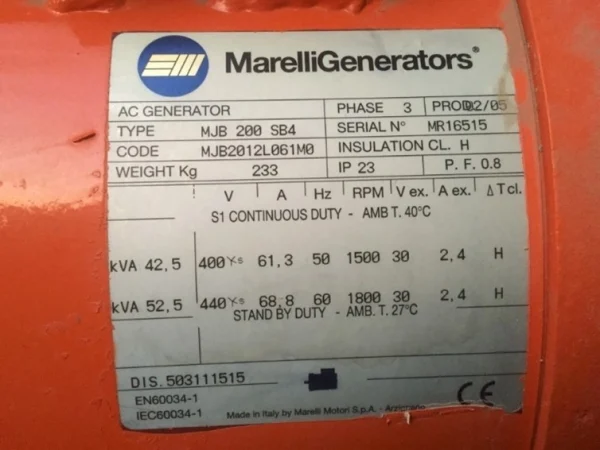 MarelliGenerators®
AC GENERATOR PHASE 3 PROD. 02/05
TYPE MJB 200 SB4 SERIAL N° MR16515
CODE MJB2012L061M0 INSULATION CL. H
WEIGHT Kg 233 IP 23 P. F. 0.8
V A Hz RPM V ex. A ex. Δ T cl.
S1 CONTINUOUS DUTY - AMB T. 40°C
kVA 42,5 400 Ys 61,3 50 1500 30 2,4 H
kVA 52,5 440 Ys 68,8 60 1800 30 2,4 H
STAND BY DUTY - AMB. T. 27°C
DIS. 503111515
EN60034-1
IEC60034-1 Made in Italy by Marelli Motori S.p.A. - Arzignano CE